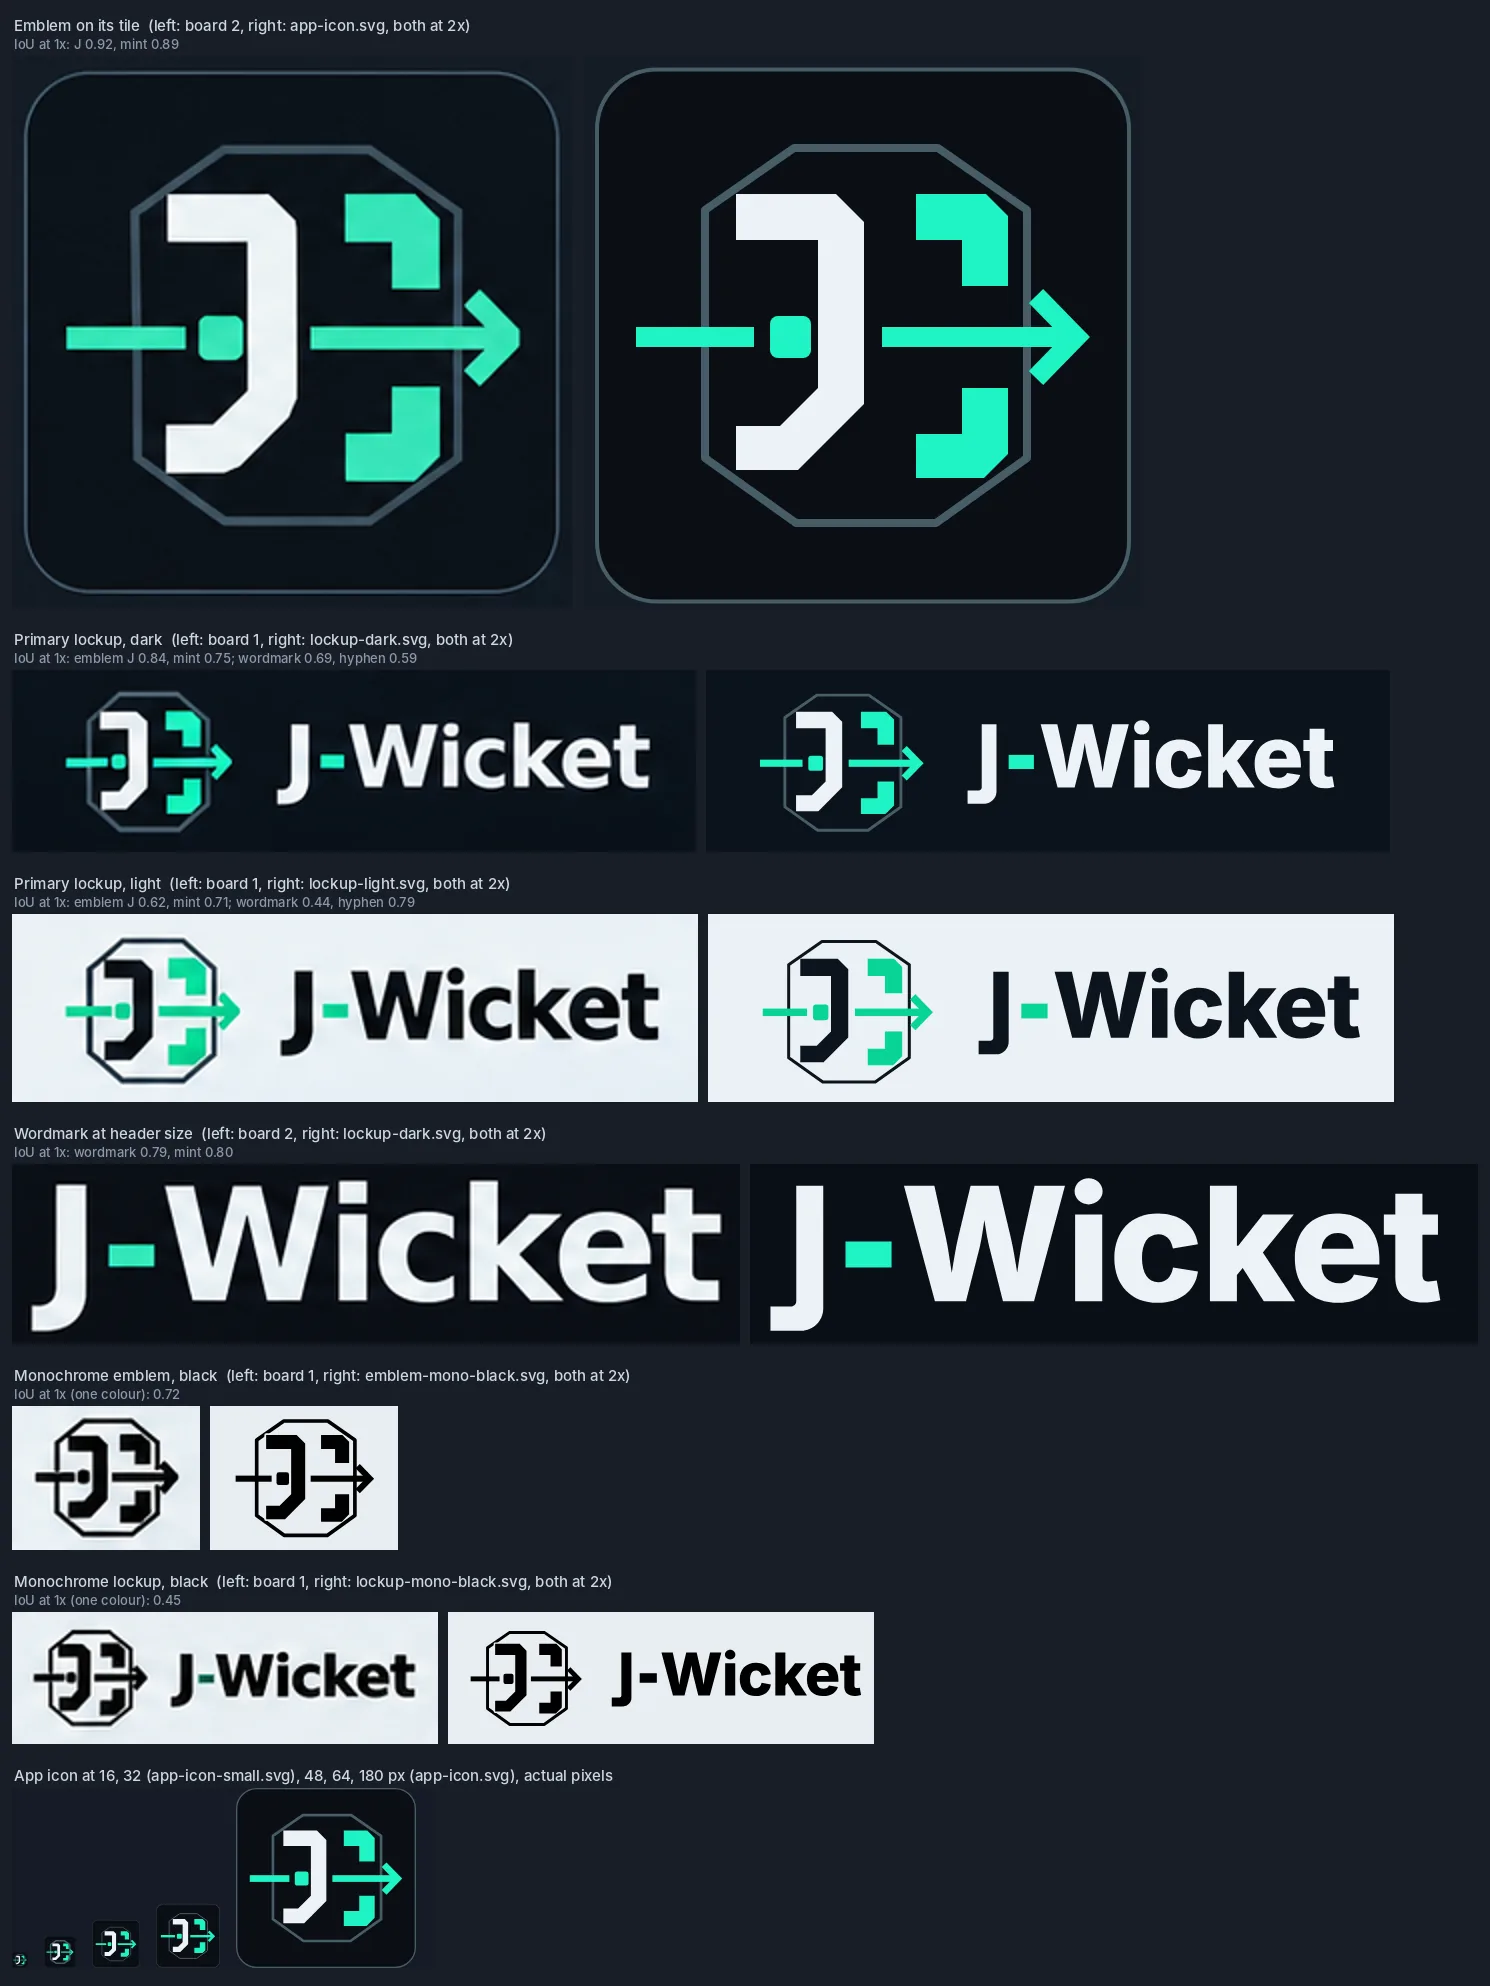 Emblem on its tile (left: board 2, right: app-icon.svg, both at 2x)
IoU at 1x: J 0.92, mint 0.89
Primary lockup, dark (left: board 1, right: lockup-dark.svg, both at 2x)
IoU at 1x: emblem J 0.84, mint 0.75; wordmark 0.69, hyphen 0.59
J-Wicket J-Wicket
Primary lockup, light (left: board 1, right: lockup-light.svg, both at 2x)
IoU at 1x: emblem J 0.62, mint 0.71; wordmark 0.44, hyphen 0.79
J-Wicket J-Wicket
Wordmark at header size (left: board 2, right: lockup-dark.svg, both at 2x)
IoU at 1x: wordmark 0.79, mint 0.80
J-Wicket J-Wicket
Monochrome emblem, black (left: board 1, right: emblem-mono-black.svg, both at 2x)
IoU at 1x (one colour): 0.72
Monochrome lockup, black (left: board 1, right: lockup-mono-black.svg, both at 2x)
IoU at 1x (one colour): 0.45
J-Wicket J-Wicket
App icon at 16, 32 (app-icon-small.svg), 48, 64, 180 px (app-icon.svg), actual pixels